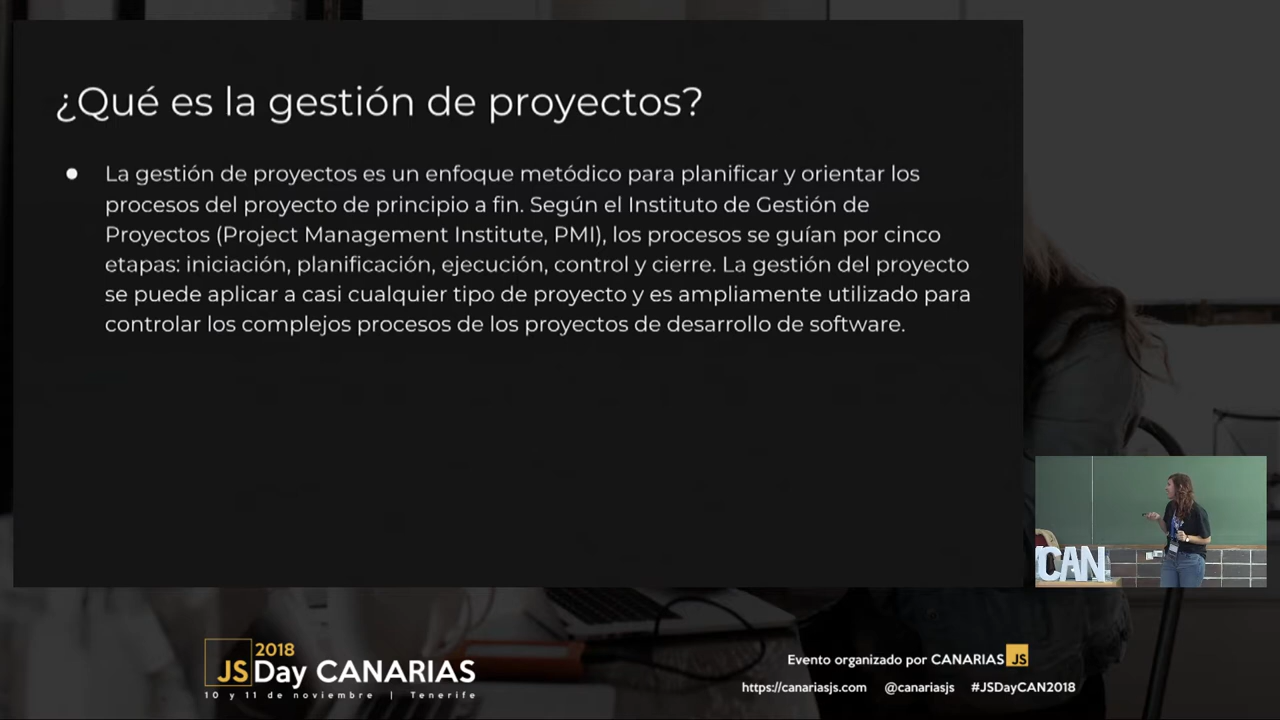 ¿Qué es la gestión de proyectos?
● La gestión de proyectos es un enfoque metódico para planificar y orientar los
procesos del proyecto de principio a fin. Según el Instituto de Gestión de
Proyectos (Project Management Institute, PMI), los procesos se guían por cinco
etapas: iniciación, planificación, ejecución, control y cierre. La gestión del proyecto
se puede aplicar a casi cualquier tipo de proyecto y es ampliamente utilizado para
controlar los complejos procesos de los proyectos de desarrollo de software.
CAN
2018
JSDay CANARIAS
10 y 11 de noviembre | Tenerife
Evento organizado por CANARIAS JS
https://canariasjs.com @canariasjs #JSDayCAN2018